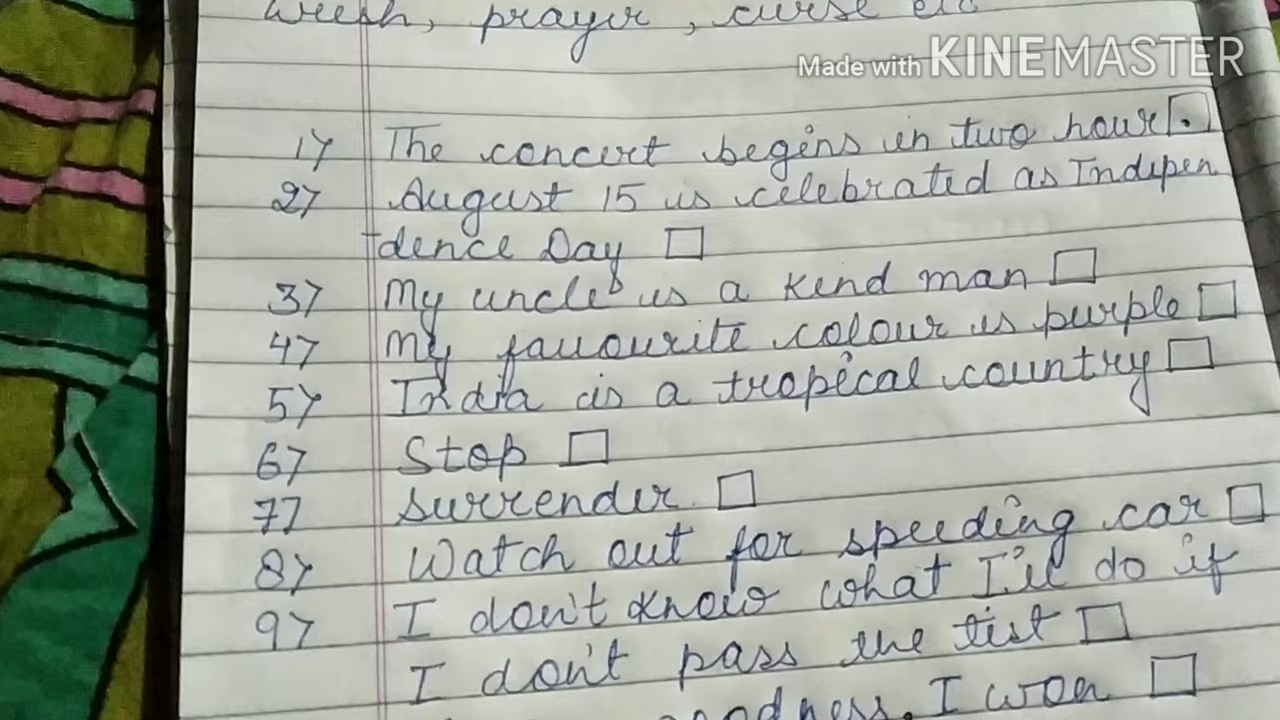 prayer, curse etc
Made with KINEMASTER
1> The concert begins in two hour.
2> August 15 is celebrated as Indepen
dence Day
3> My uncle is a kind man
4> My favourite colour is purple
5> India is a tropical country
6> Stop
7> Surrender
8> Watch out for speeding car
9> I don't know what I'll do if
I don't pass the test
goodness, I won